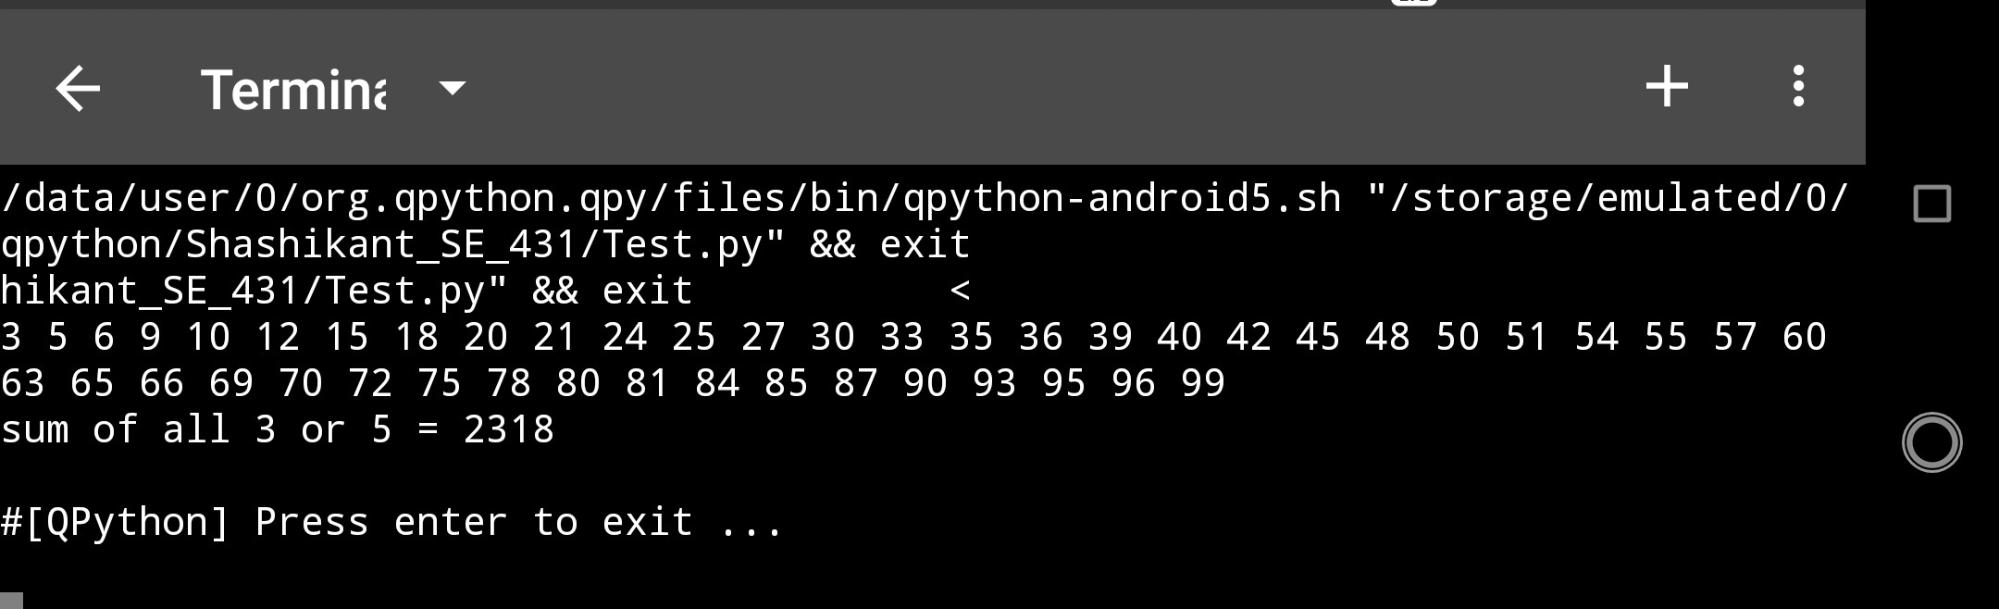 Termina
/data/user/0/org.qpython.qpy/files/bin/qpython-android5.sh "/storage/emulated/0/
qpython/Shashikant_SE_431/Test.py" && exit
hikant_SE_431/Test.py" && exit          <
3 5 6 9 10 12 15 18 20 21 24 25 27 30 33 35 36 39 40 42 45 48 50 51 54 55 57 60
63 65 66 69 70 72 75 78 80 81 84 85 87 90 93 95 96 99
sum of all 3 or 5 = 2318
#[QPython] Press enter to exit ...